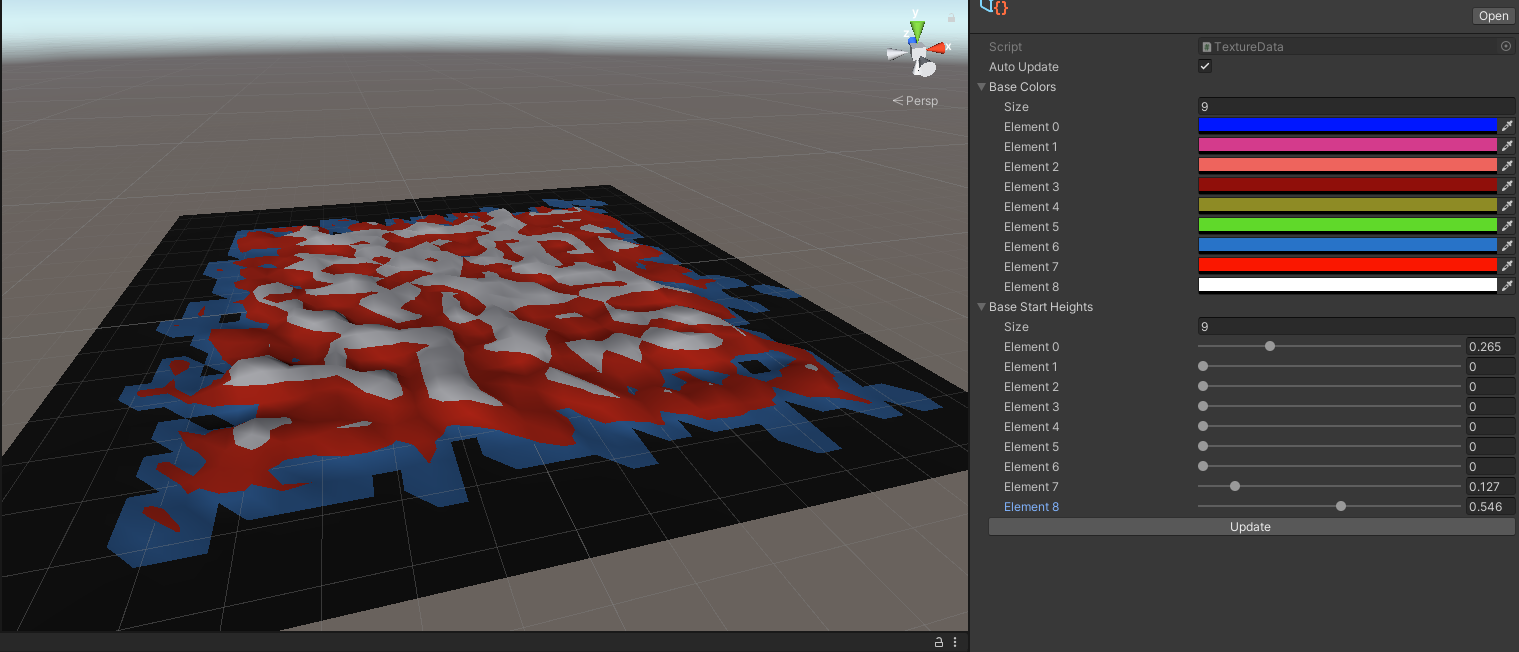 y
z
x
< Persp
{}
Open
Script TextureData
Auto Update
Base Colors
Size 9
Element 0
Element 1
Element 2
Element 3
Element 4
Element 5
Element 6
Element 7
Element 8
Base Start Heights
Size 9
Element 0 0.265
Element 1 0
Element 2 0
Element 3 0
Element 4 0
Element 5 0
Element 6 0
Element 7 0.127
Element 8 0.546
Update